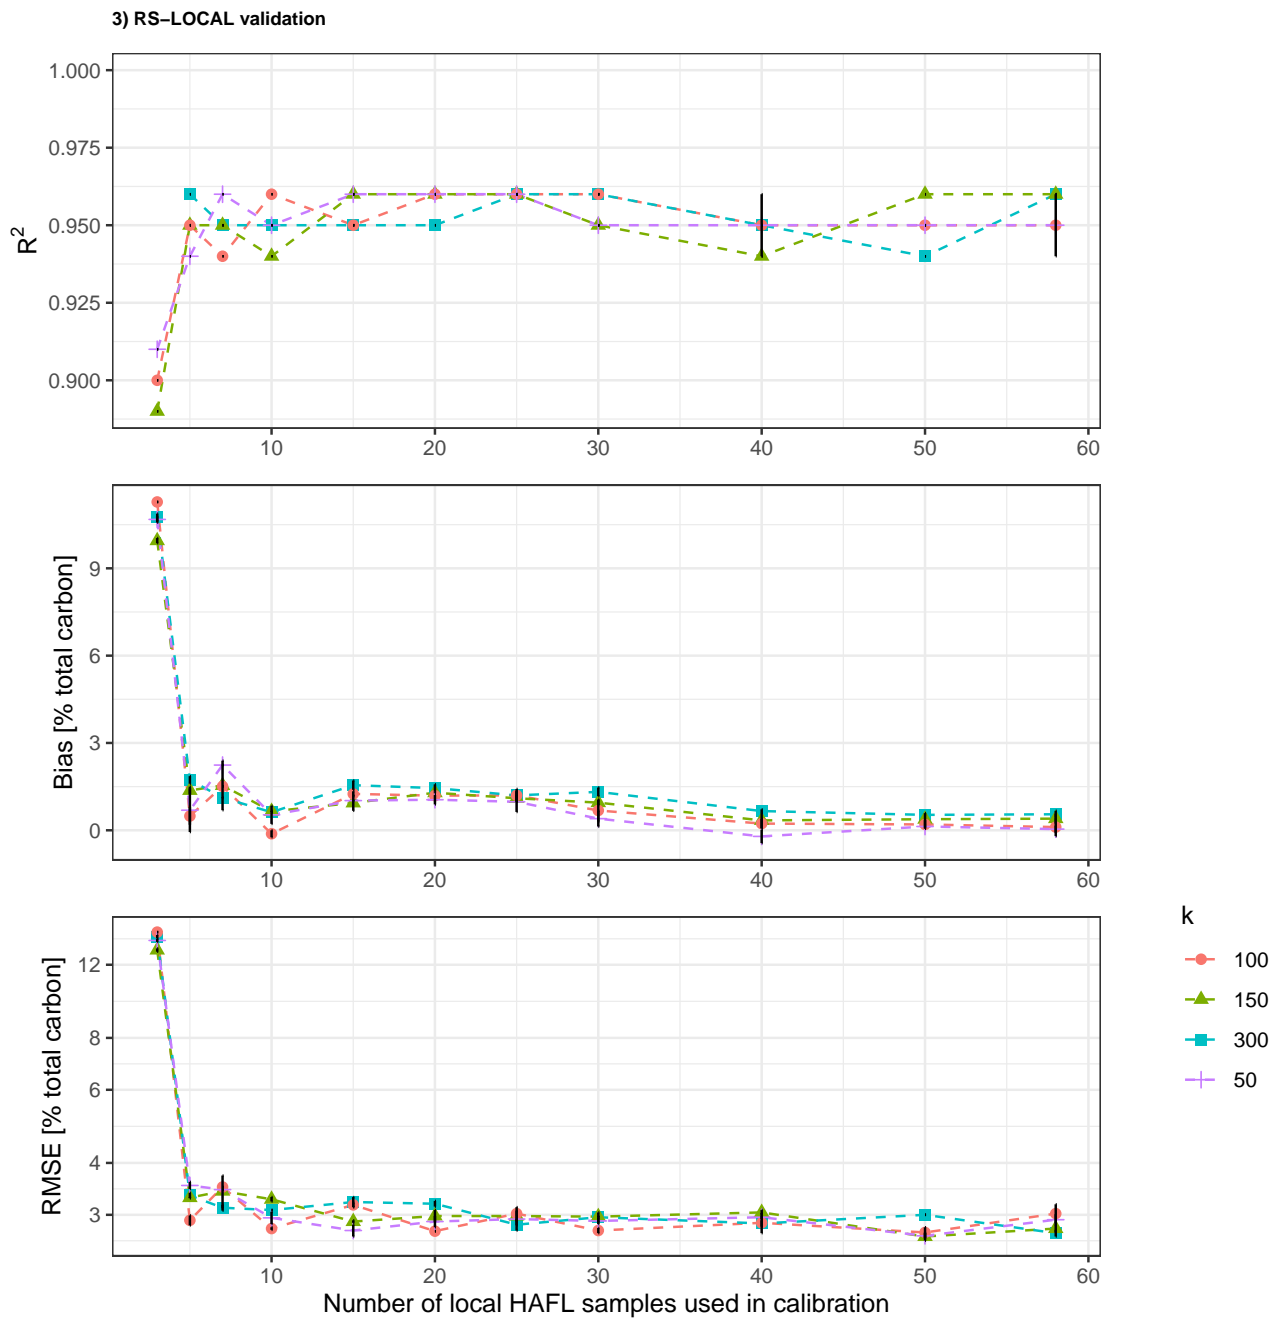 3) RS–LOCAL validation
R²
1.000
0.975
0.950
0.925
0.900
10 20 30 40 50 60
Bias [% total carbon]
9
6
3
0
10 20 30 40 50 60
RMSE [% total carbon]
12
8
6
4
3
10 20 30 40 50 60
Number of local HAFL samples used in calibration
k
100
150
300
50